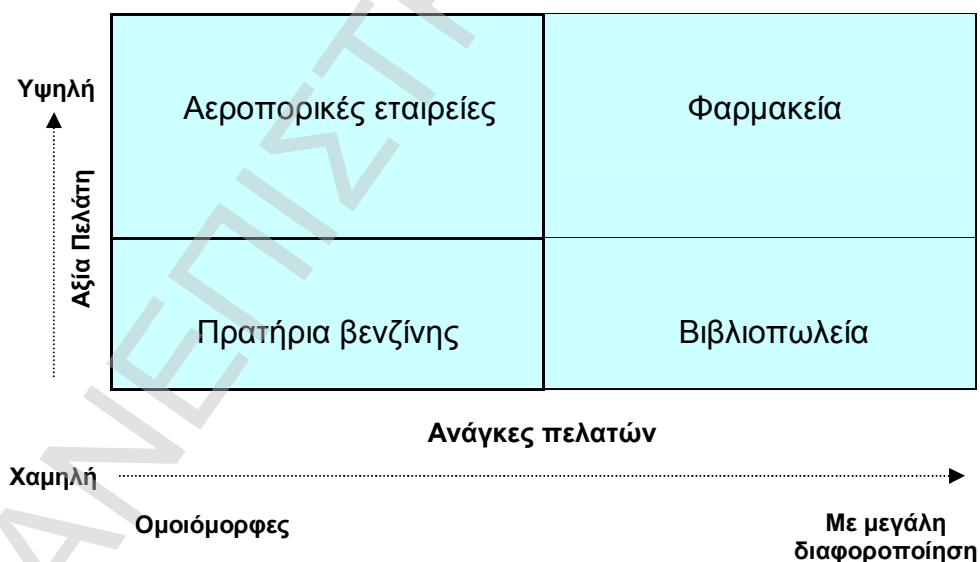 Υψηλή
Αξία Πελάτη
Αεροπορικές εταιρείες
Φαρμακεία
Πρατήρια βενζίνης
Βιβλιοπωλεία
Ανάγκες πελατών
Χαμηλή
Ομοιόμορφες
Με μεγάλη
διαφοροποίηση